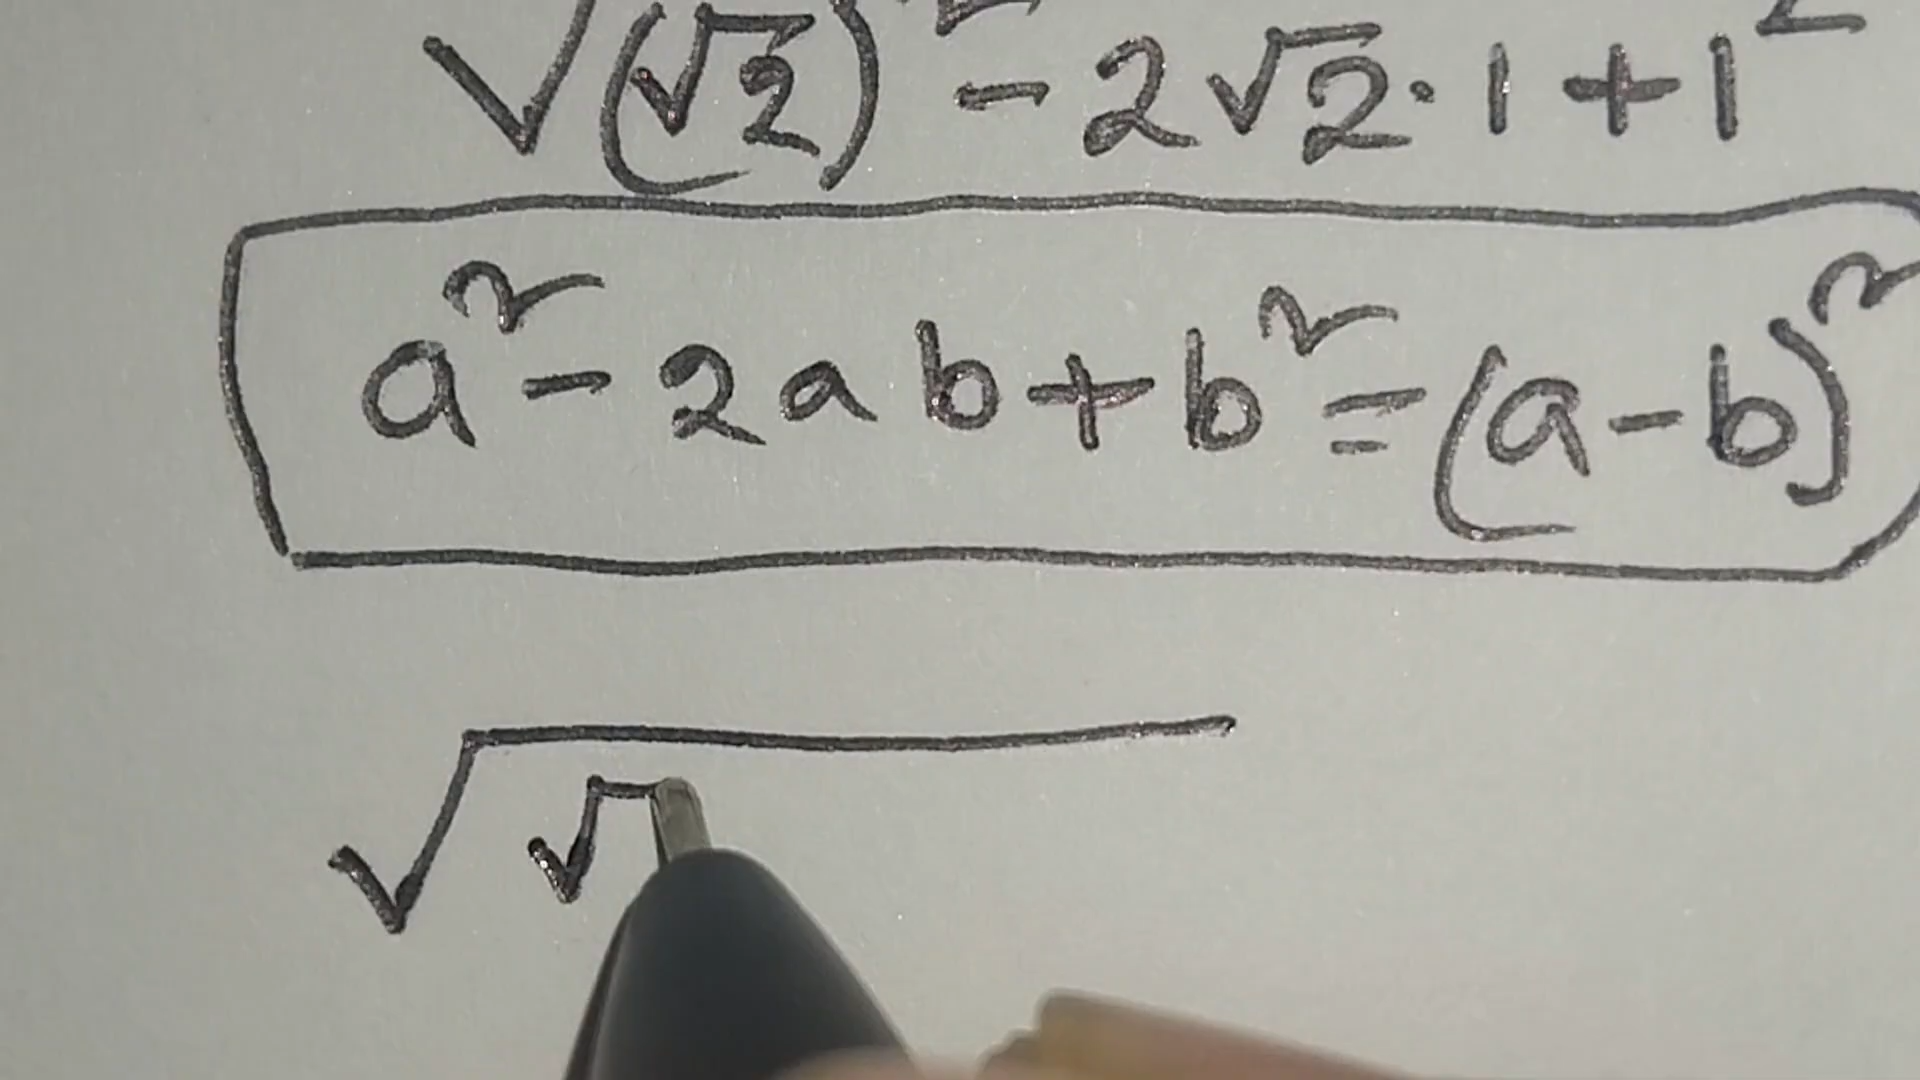 √(√2)² - 2√2·1+1²
a² - 2ab + b² = (a - b)²
√√